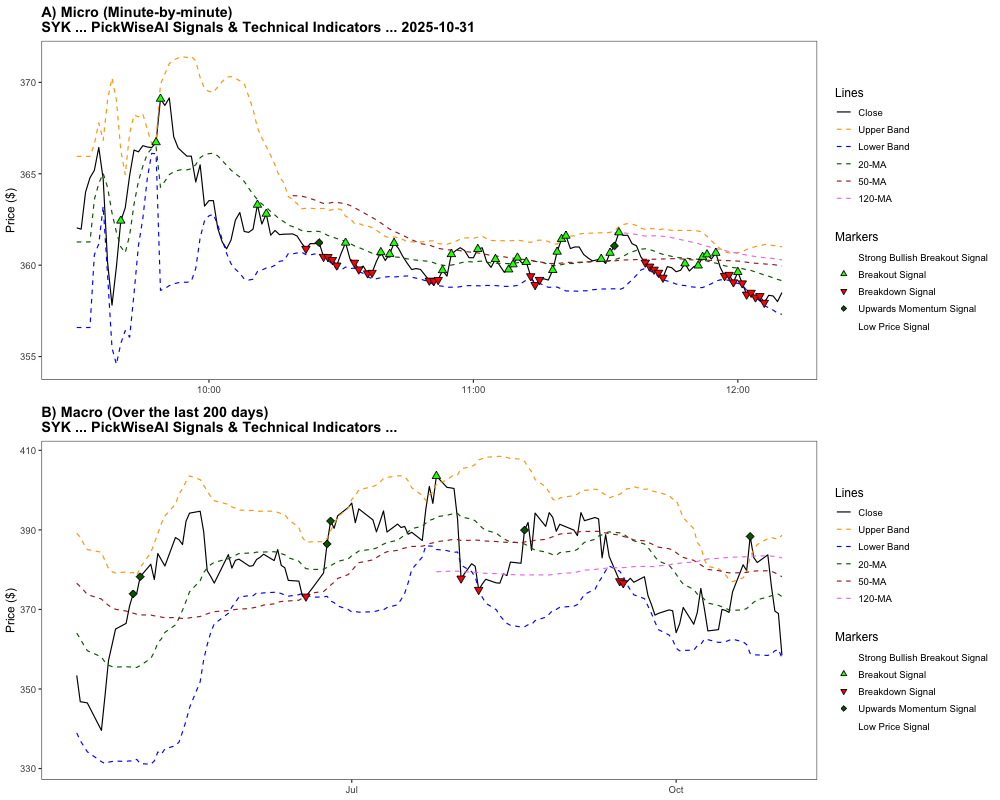 A) Micro (Minute-by-minute)
SYK ... PickWiseAI Signals & Technical Indicators ... 2025-10-31
Price ($)
370
365
360
355
10:00
11:00
12:00
Lines
Close
Upper Band
Lower Band
20-MA
50-MA
120-MA
Markers
Strong Bullish Breakout Signal
Breakout Signal
Breakdown Signal
Upwards Momentum Signal
Low Price Signal
B) Macro (Over the last 200 days)
SYK ... PickWiseAI Signals & Technical Indicators ...
Price ($)
410
390
370
350
330
Jul
Oct
Lines
Close
Upper Band
Lower Band
20-MA
50-MA
120-MA
Markers
Strong Bullish Breakout Signal
Breakout Signal
Breakdown Signal
Upwards Momentum Signal
Low Price Signal